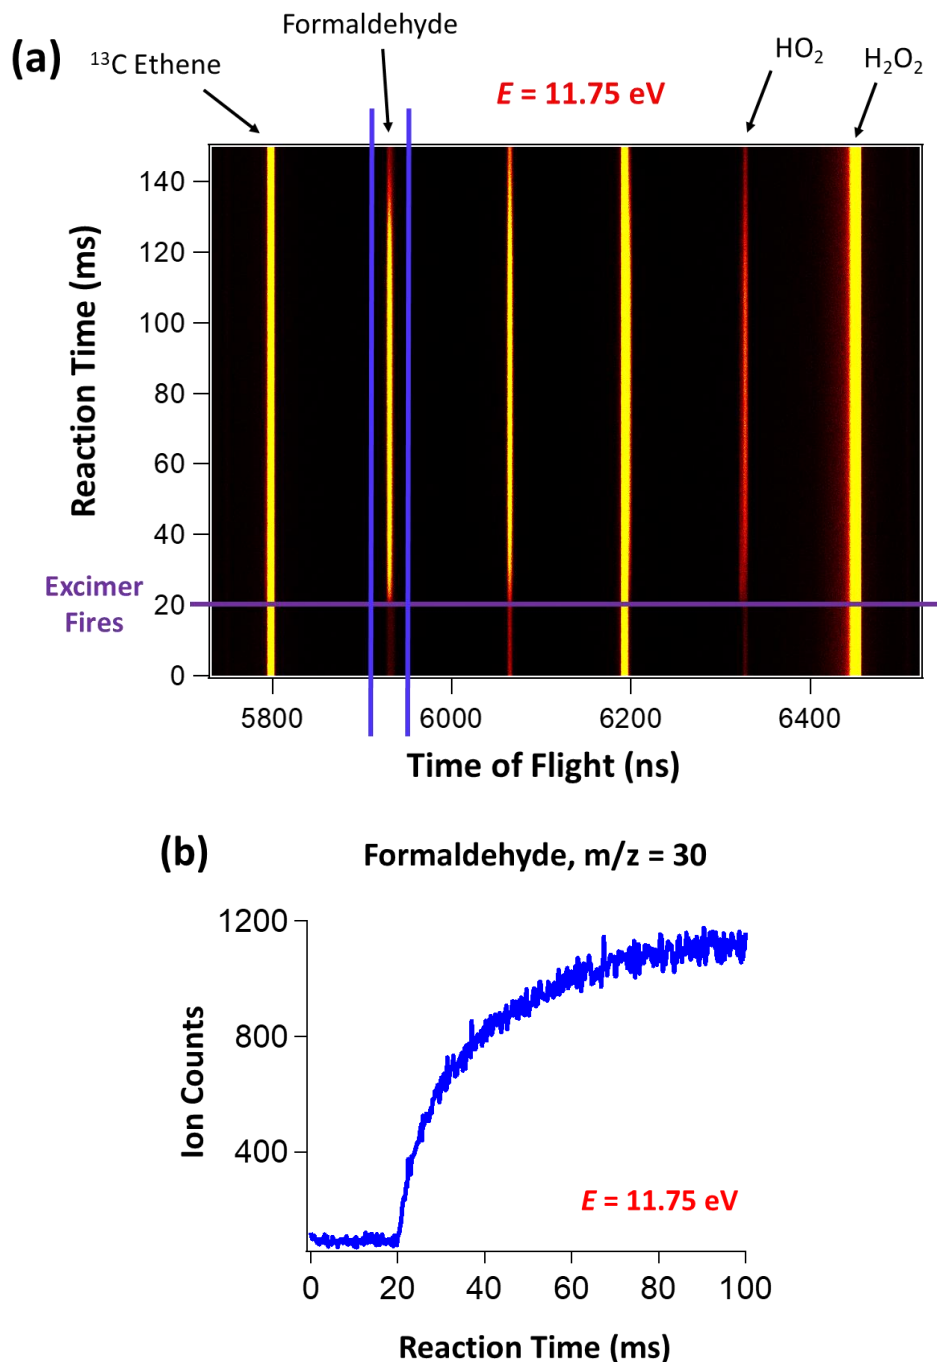 (a)
Formaldehyde
¹³C Ethene
HO₂
H₂O₂
E = 11.75 eV
Reaction Time (ms)
140
120
100
80
60
40
20
0
Excimer
Fires
5800
6000
6200
6400
Time of Flight (ns)
(b)
Formaldehyde, m/z = 30
Ion Counts
1200
800
400
E = 11.75 eV
0
20
40
60
80
100
Reaction Time (ms)